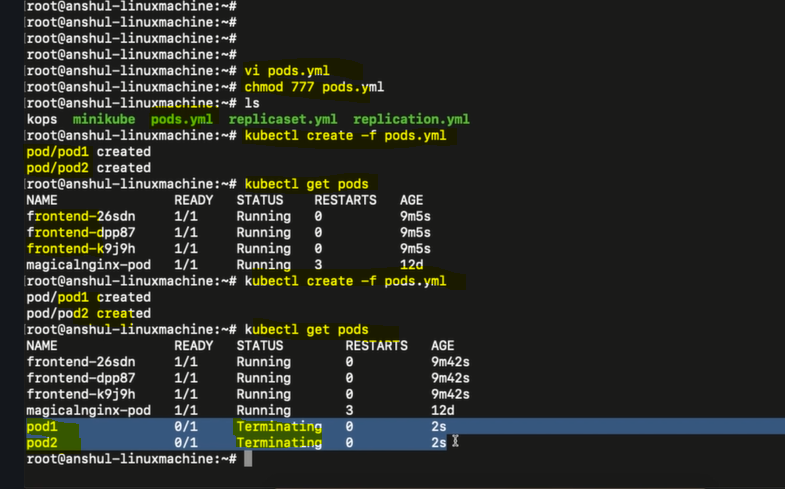 root@anshul-linuxmachine:~#
root@anshul-linuxmachine:~#
root@anshul-linuxmachine:~#
root@anshul-linuxmachine:~#
root@anshul-linuxmachine:~# vi pods.yml
root@anshul-linuxmachine:~# chmod 777 pods.yml
root@anshul-linuxmachine:~# ls
kops minikube pods.yml replicaset.yml replication.yml
root@anshul-linuxmachine:~# kubectl create -f pods.yml
pod/pod1 created
pod/pod2 created
root@anshul-linuxmachine:~# kubectl get pods
NAME READY STATUS RESTARTS AGE
frontend-26sdn 1/1 Running 0 9m5s
frontend-dpp87 1/1 Running 0 9m5s
frontend-k9j9h 1/1 Running 0 9m5s
magicalnginx-pod 1/1 Running 3 12d
root@anshul-linuxmachine:~# kubectl create -f pods.yml
pod/pod1 created
pod/pod2 created
root@anshul-linuxmachine:~# kubectl get pods
NAME READY STATUS RESTARTS AGE
frontend-26sdn 1/1 Running 0 9m42s
frontend-dpp87 1/1 Running 0 9m42s
frontend-k9j9h 1/1 Running 0 9m42s
magicalnginx-pod 1/1 Running 3 12d
pod1 0/1 Terminating 0 2s
pod2 0/1 Terminating 0 2s
root@anshul-linuxmachine:~#